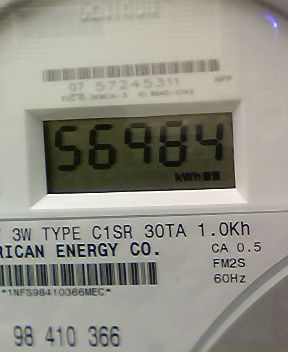 CENTRON
07 57245311
56984
kWh
3W TYPE C1SR 30TA 1.0Kh
RICAN ENERGY CO.
CA 0.5
FM2S
60Hz
*1NFS98410366MEC*
98 410 366